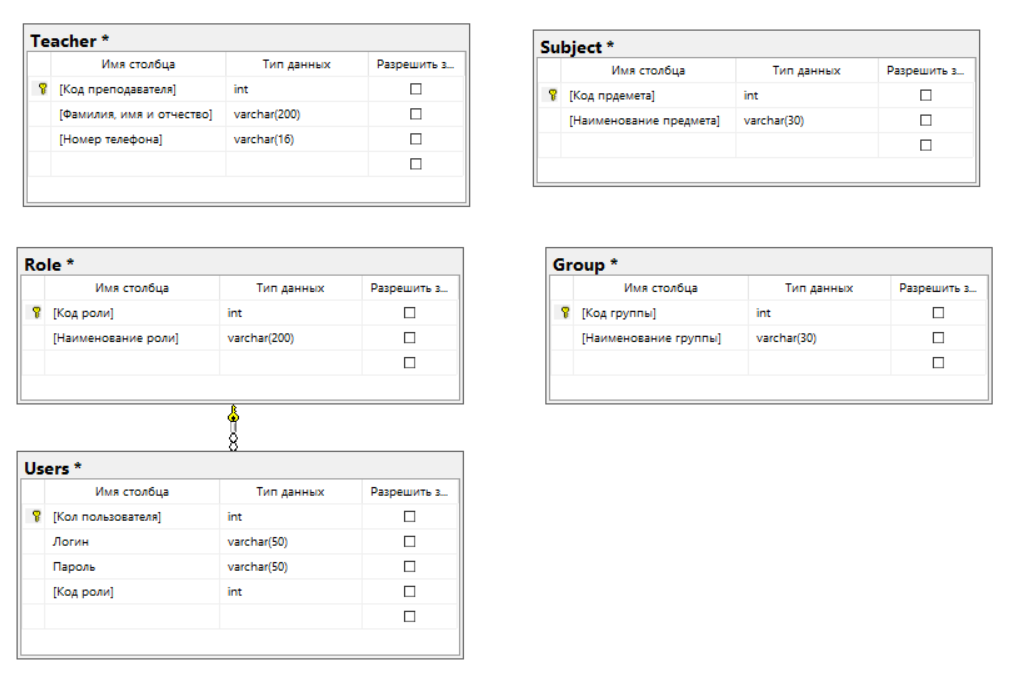 Teacher *
Имя столбца Тип данных Разрешить з...
[Код преподавателя] int
[Фамилия, имя и отчество] varchar(200)
[Номер телефона] varchar(16)
Subject *
Имя столбца Тип данных Разрешить з...
[Код прдемета] int
[Наименование предмета] varchar(30)
Role *
Имя столбца Тип данных Разрешить з...
[Код роли] int
[Наименование роли] varchar(200)
Group *
Имя столбца Тип данных Разрешить з...
[Код группы] int
[Наименование группы] varchar(30)
Users *
Имя столбца Тип данных Разрешить з...
[Кол пользователя] int
Логин varchar(50)
Пароль varchar(50)
[Код роли] int